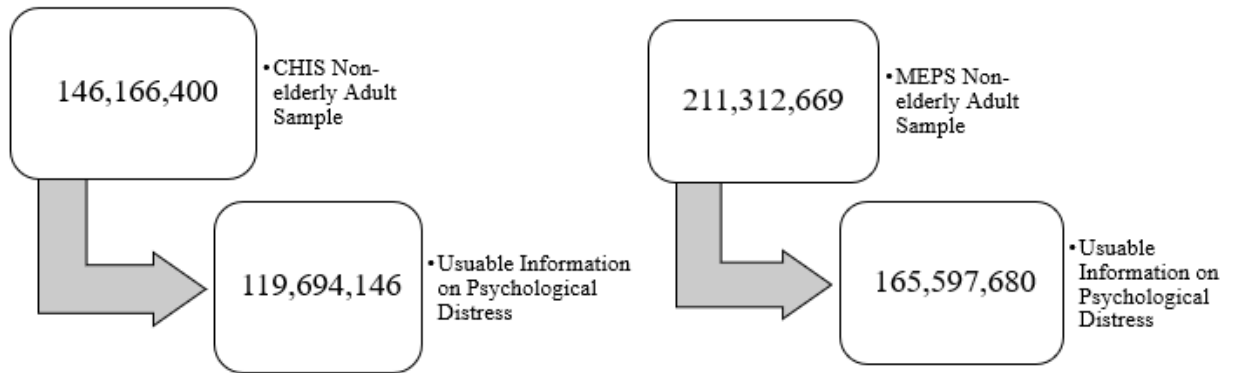 146,166,400
•CHIS Non-
elderly Adult
Sample
119,694,146
•Usuable Information
on Psychological
Distress
211,312,669
•MEPS Non-
elderly Adult
Sample
165,597,680
•Usuable
Information on
Psychological
Distress